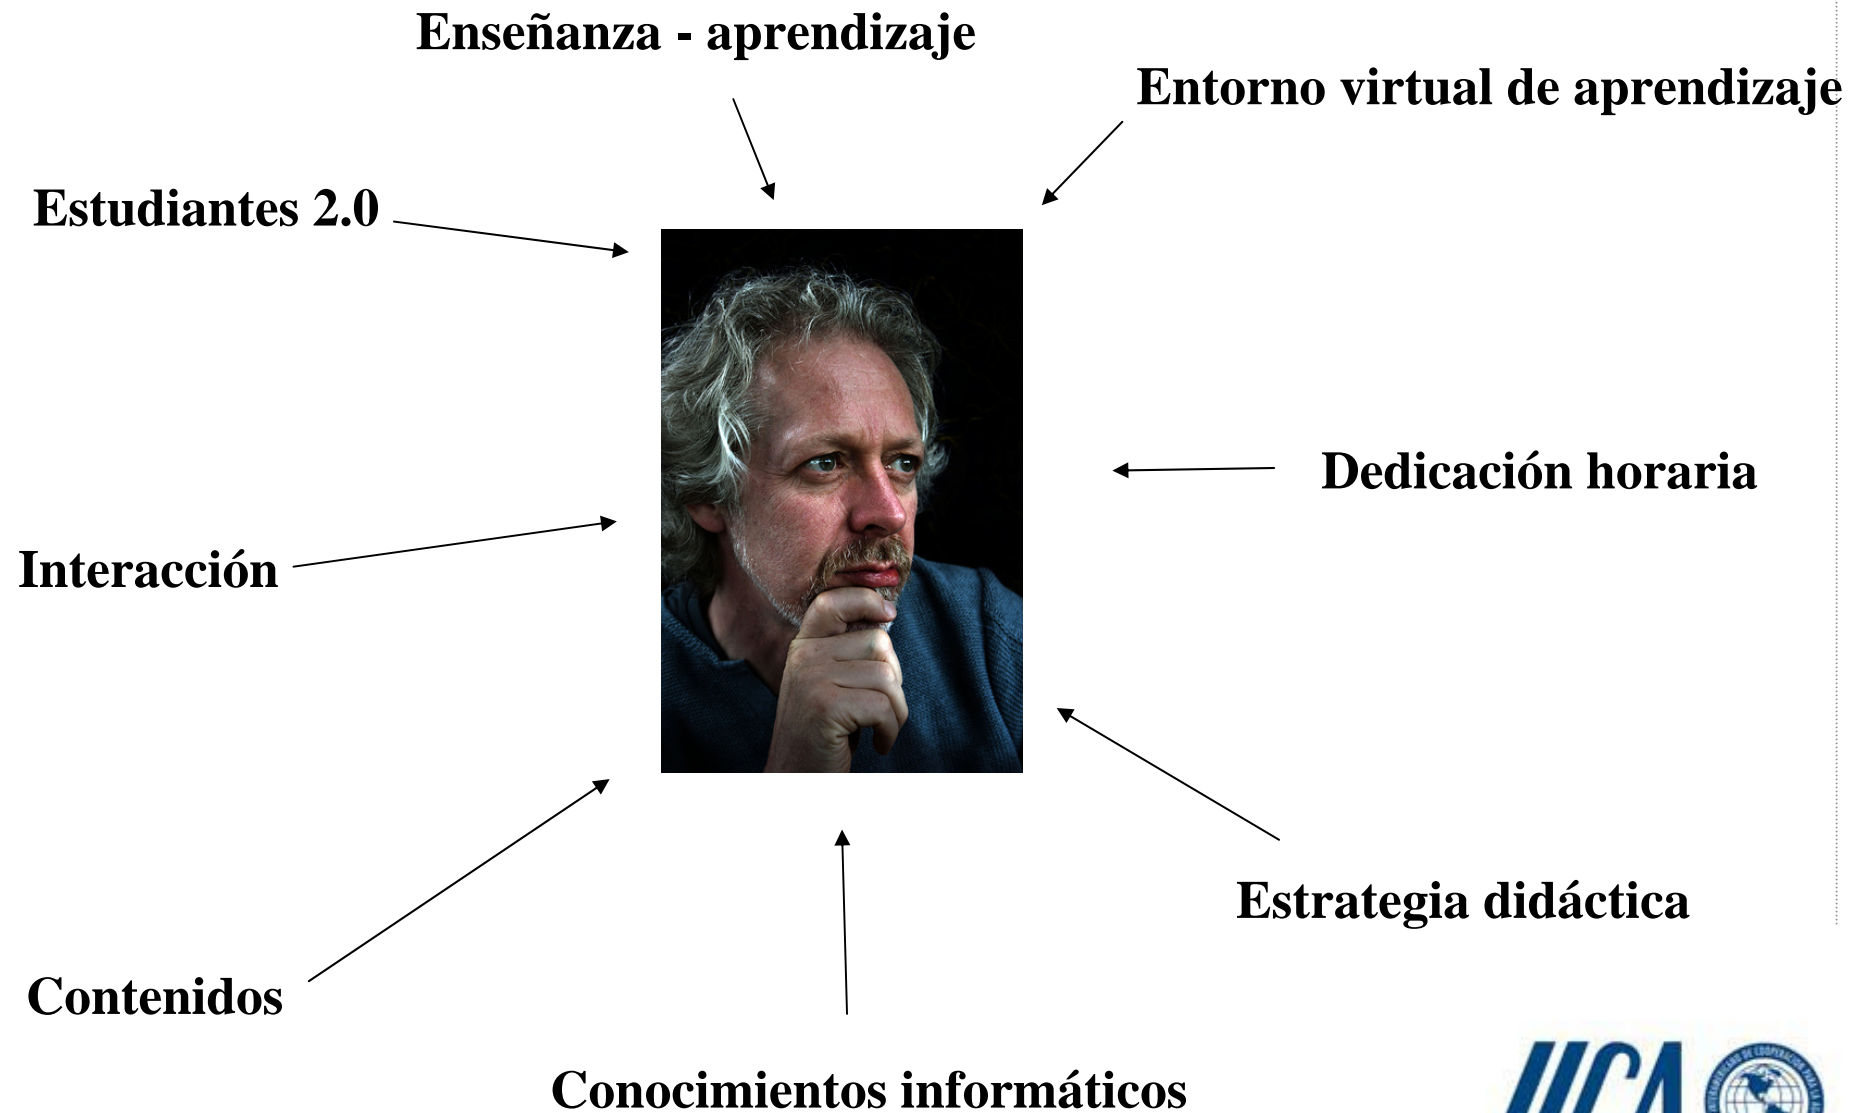 Enseñanza - aprendizaje
Entorno virtual de aprendizaje
Estudiantes 2.0
Dedicación horaria
Interacción
Estrategia didáctica
Contenidos
Conocimientos informáticos
IICA